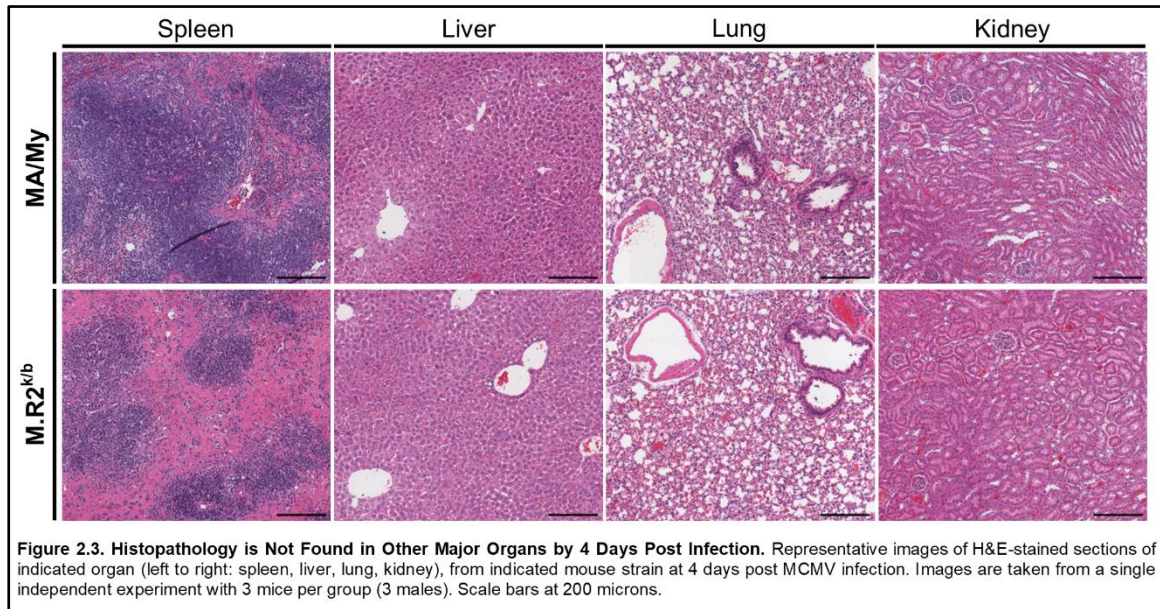 Spleen Liver Lung Kidney
MA/My
M.R2k/b
Figure 2.3. Histopathology is Not Found in Other Major Organs by 4 Days Post Infection. Representative images of H&E-stained sections of
indicated organ (left to right: spleen, liver, lung, kidney), from indicated mouse strain at 4 days post MCMV infection. Images are taken from a single
independent experiment with 3 mice per group (3 males). Scale bars at 200 microns.